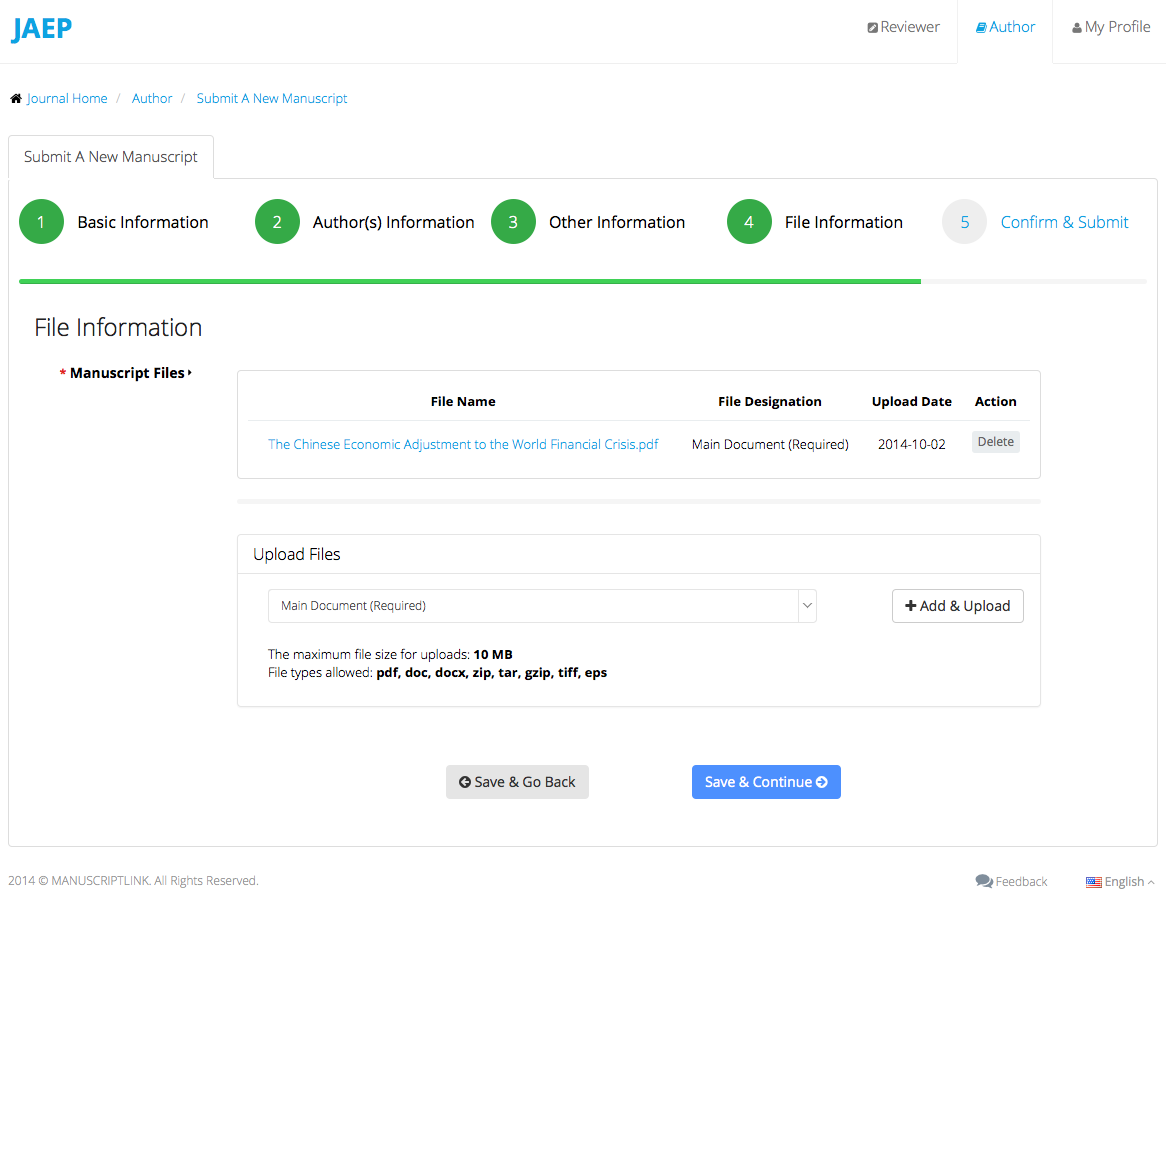 JAEP
Reviewer
Author
My Profile
Journal Home / Author / Submit A New Manuscript
Submit A New Manuscript
1 Basic Information
2 Author(s) Information
3 Other Information
4 File Information
5 Confirm & Submit
File Information
* Manuscript Files
File Name File Designation Upload Date Action
The Chinese Economic Adjustment to the World Financial Crisis.pdf Main Document (Required) 2014-10-02 Delete
Upload Files
Main Document (Required)
Add & Upload
The maximum file size for uploads: 10 MB
File types allowed: pdf, doc, docx, zip, tar, gzip, tiff, eps
Save & Go Back
Save & Continue
2014 © MANUSCRIPTLINK. All Rights Reserved.
Feedback
English